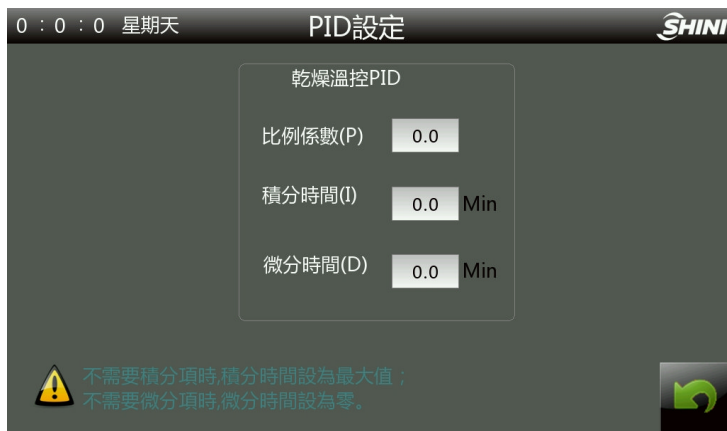 0 : 0 : 0 星期天 PID設定 SHINI
乾燥溫控PID
比例係數(P) 0.0
積分時間(I) 0.0 Min
微分時間(D) 0.0 Min
不需要積分項時,積分時間設為最大值；
不需要微分項時,微分時間設為零。